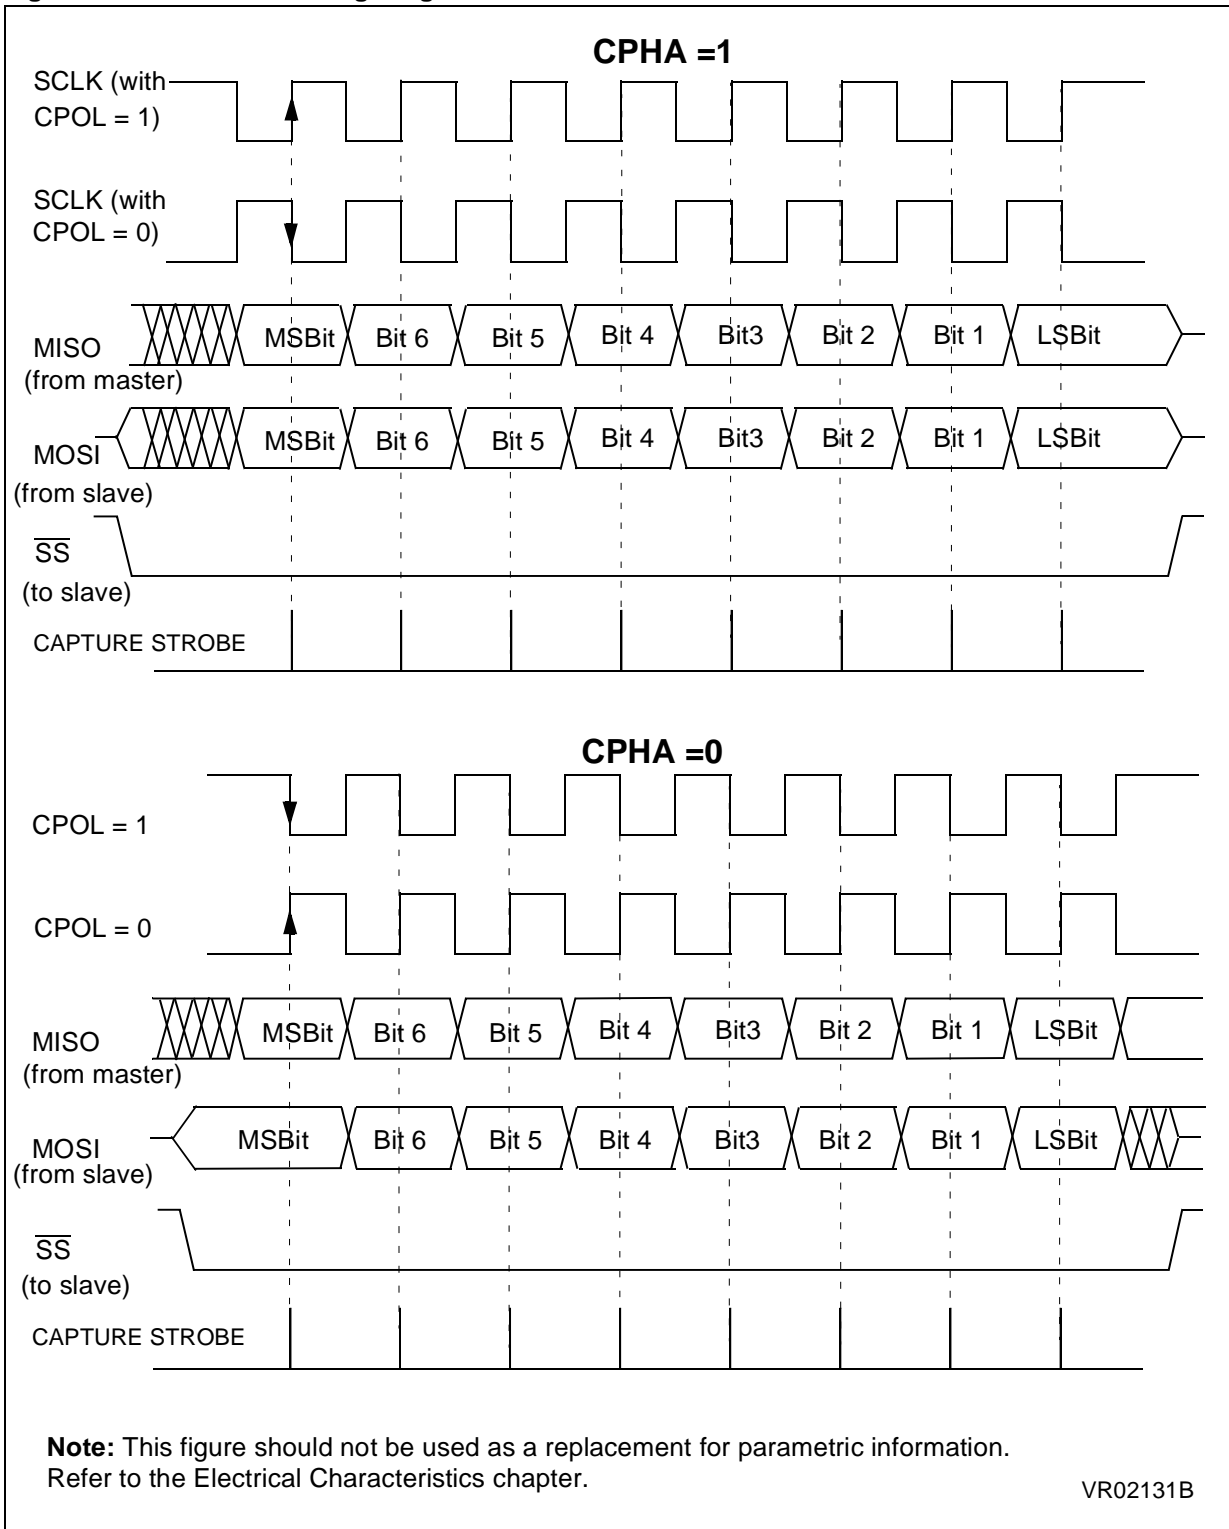 CPHA =1
SCLK (with
CPOL = 1)
SCLK (with
CPOL = 0)
MISO
(from master)
MSBit Bit 6 Bit 5 Bit 4 Bit3 Bit 2 Bit 1 LSBit
MOSI
(from slave)
MSBit Bit 6 Bit 5 Bit 4 Bit3 Bit 2 Bit 1 LSBit
SS
(to slave)
CAPTURE STROBE
CPHA =0
CPOL = 1
CPOL = 0
MISO
(from master)
MSBit Bit 6 Bit 5 Bit 4 Bit3 Bit 2 Bit 1 LSBit
MOSI
(from slave)
MSBit Bit 6 Bit 5 Bit 4 Bit3 Bit 2 Bit 1 LSBit
SS
(to slave)
CAPTURE STROBE
Note: This figure should not be used as a replacement for parametric information.
Refer to the Electrical Characteristics chapter.
VR02131B